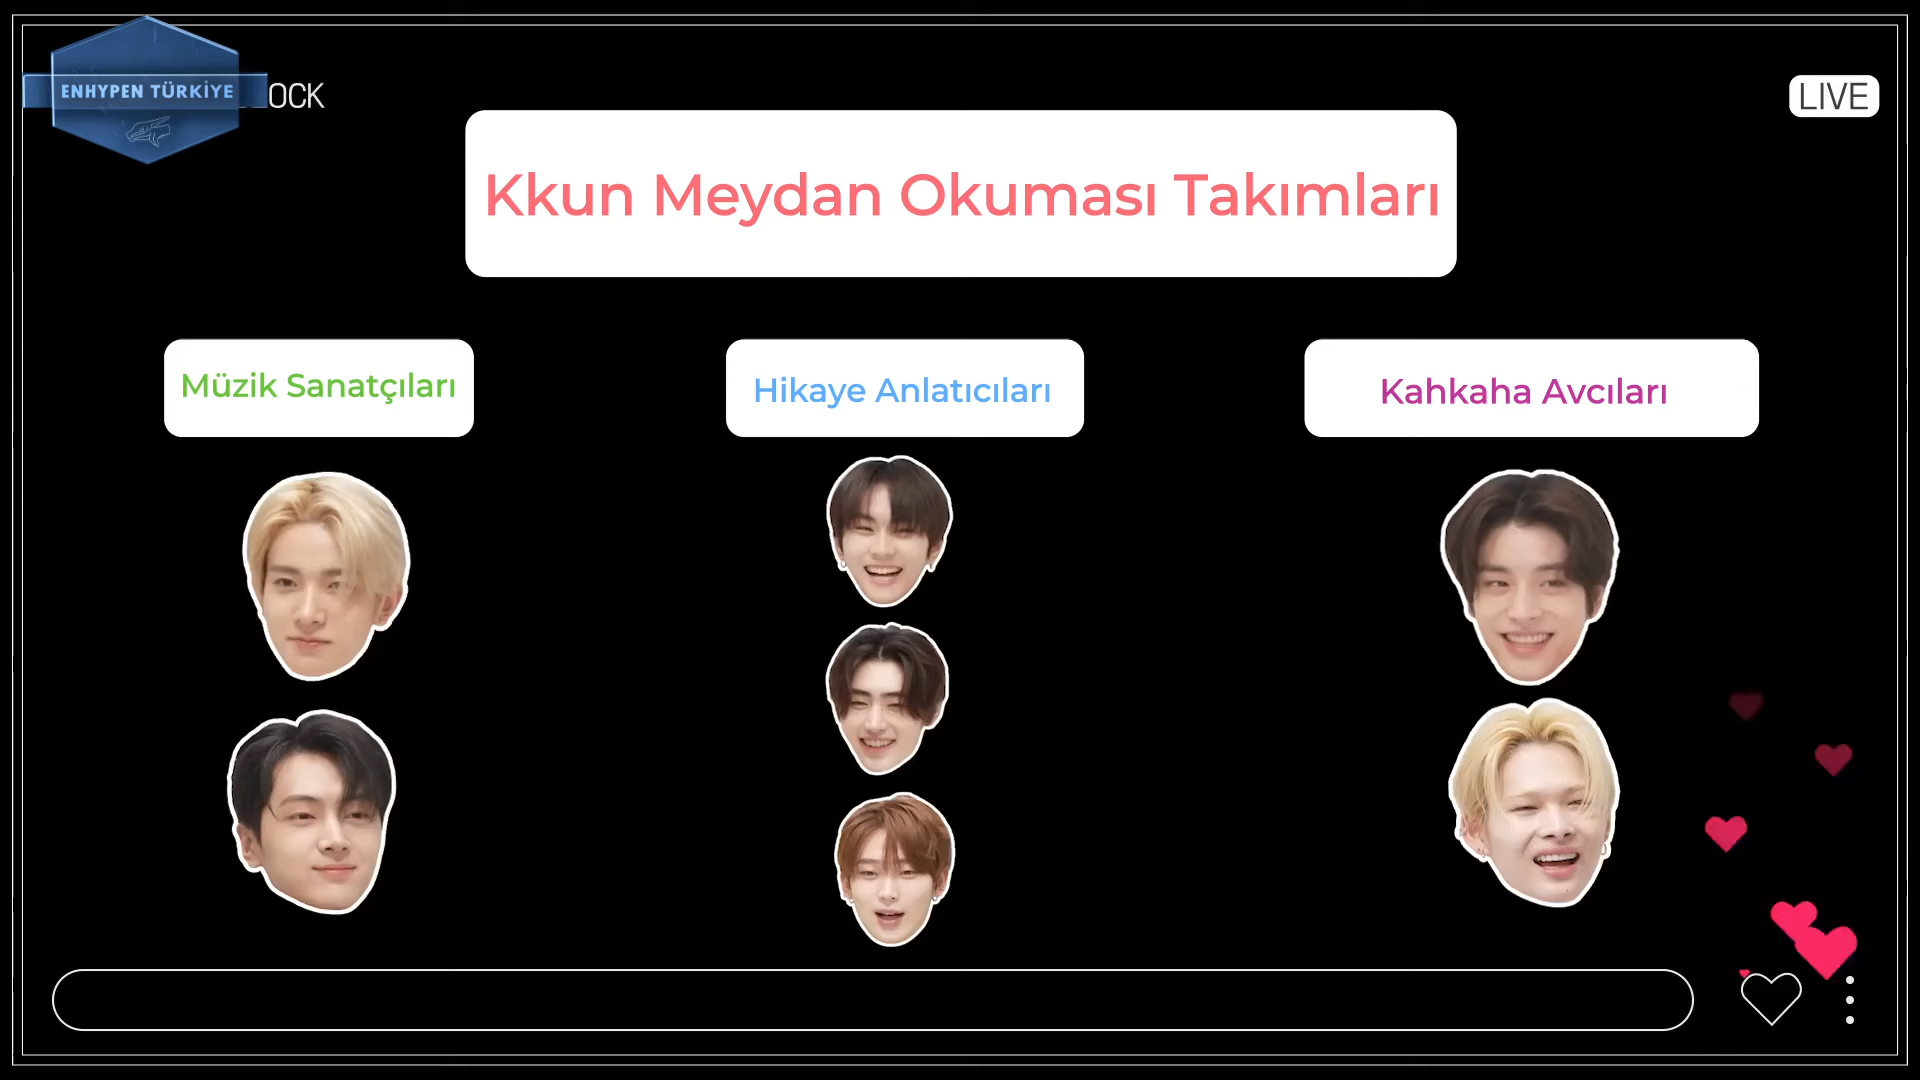 ENHYPEN TÜRKİYE
OCK
LIVE
Kkun Meydan Okuması Takımları
Müzik Sanatçıları
Hikaye Anlatıcıları
Kahkaha Avcıları